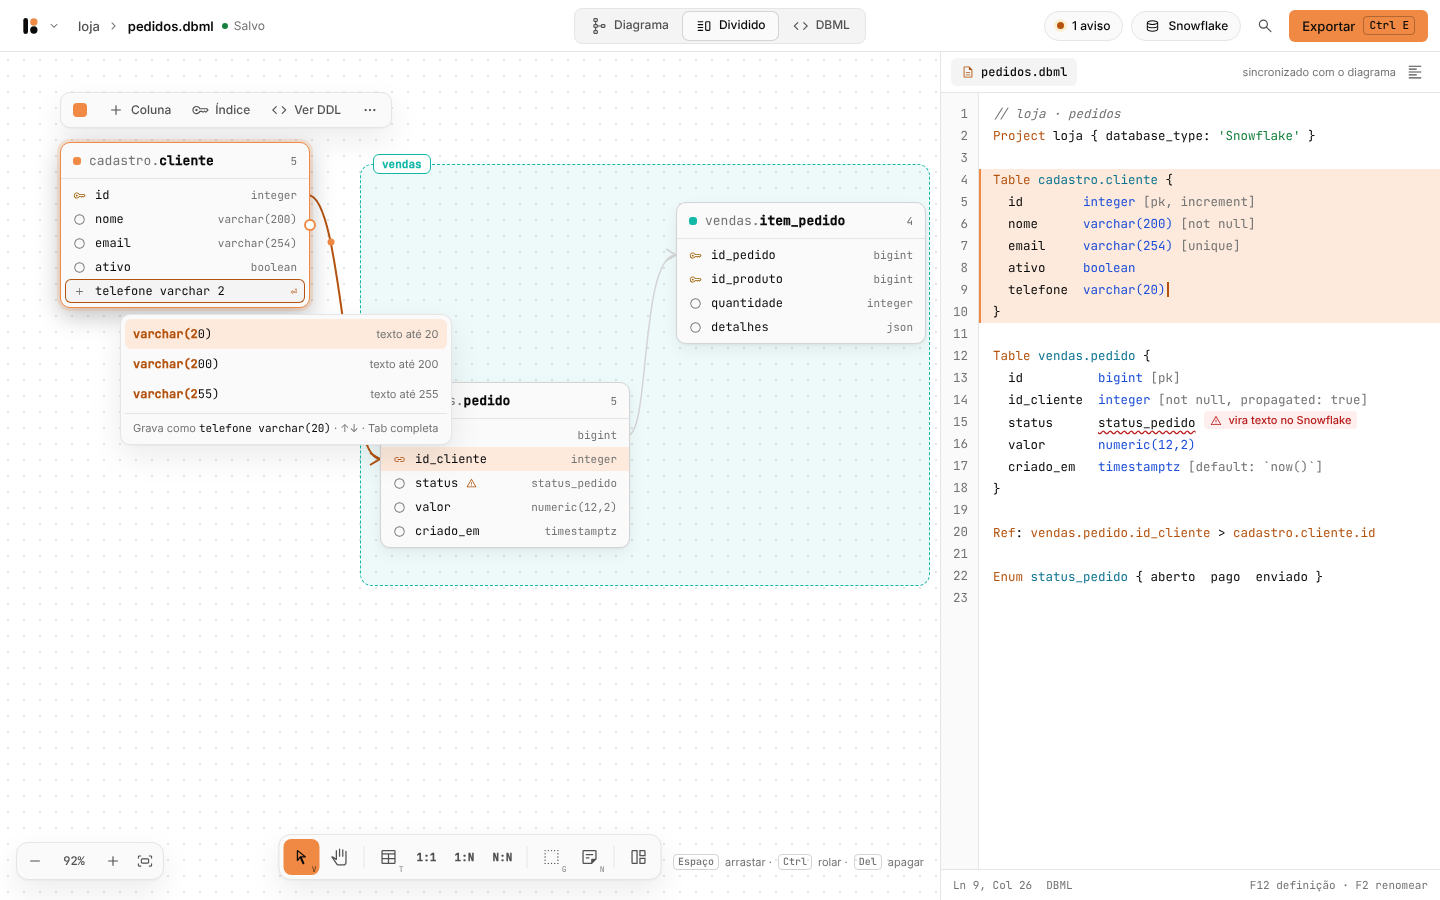 loja > pedidos.dbml Salvo
Diagrama Dividido DBML
1 aviso Snowflake Exportar Ctrl E
Coluna Índice Ver DDL ···
cadastro.cliente 5
id integer
nome varchar(200)
email varchar(254)
ativo boolean
+ telefone varchar 2
varchar(20) texto até 20
varchar(200) texto até 200
varchar(255) texto até 255
Grava como telefone varchar(20) · ↑↓ · Tab completa
vendas
vendas.item_pedido 4
id_pedido bigint
id_produto bigint
quantidade integer
detalhes json
s.pedido 5
bigint
id_cliente integer
status status_pedido
valor numeric(12,2)
criado_em timestamptz
92%
V
T
1:1 1:N N:N
G
N
Espaço arrastar · Ctrl rolar · Del apagar
pedidos.dbml sincronizado com o diagrama
1 // loja · pedidos
2 Project loja { database_type: 'Snowflake' }
3
4 Table cadastro.cliente {
5 id integer [pk, increment]
6 nome varchar(200) [not null]
7 email varchar(254) [unique]
8 ativo boolean
9 telefone varchar(20)
10 }
11
12 Table vendas.pedido {
13 id bigint [pk]
14 id_cliente integer [not null, propagated: true]
15 status status_pedido vira texto no Snowflake
16 valor numeric(12,2)
17 criado_em timestamptz [default: `now()`]
18 }
19
20 Ref: vendas.pedido.id_cliente > cadastro.cliente.id
21
22 Enum status_pedido { aberto pago enviado }
23
Ln 9, Col 26 DBML F12 definição · F2 renomear